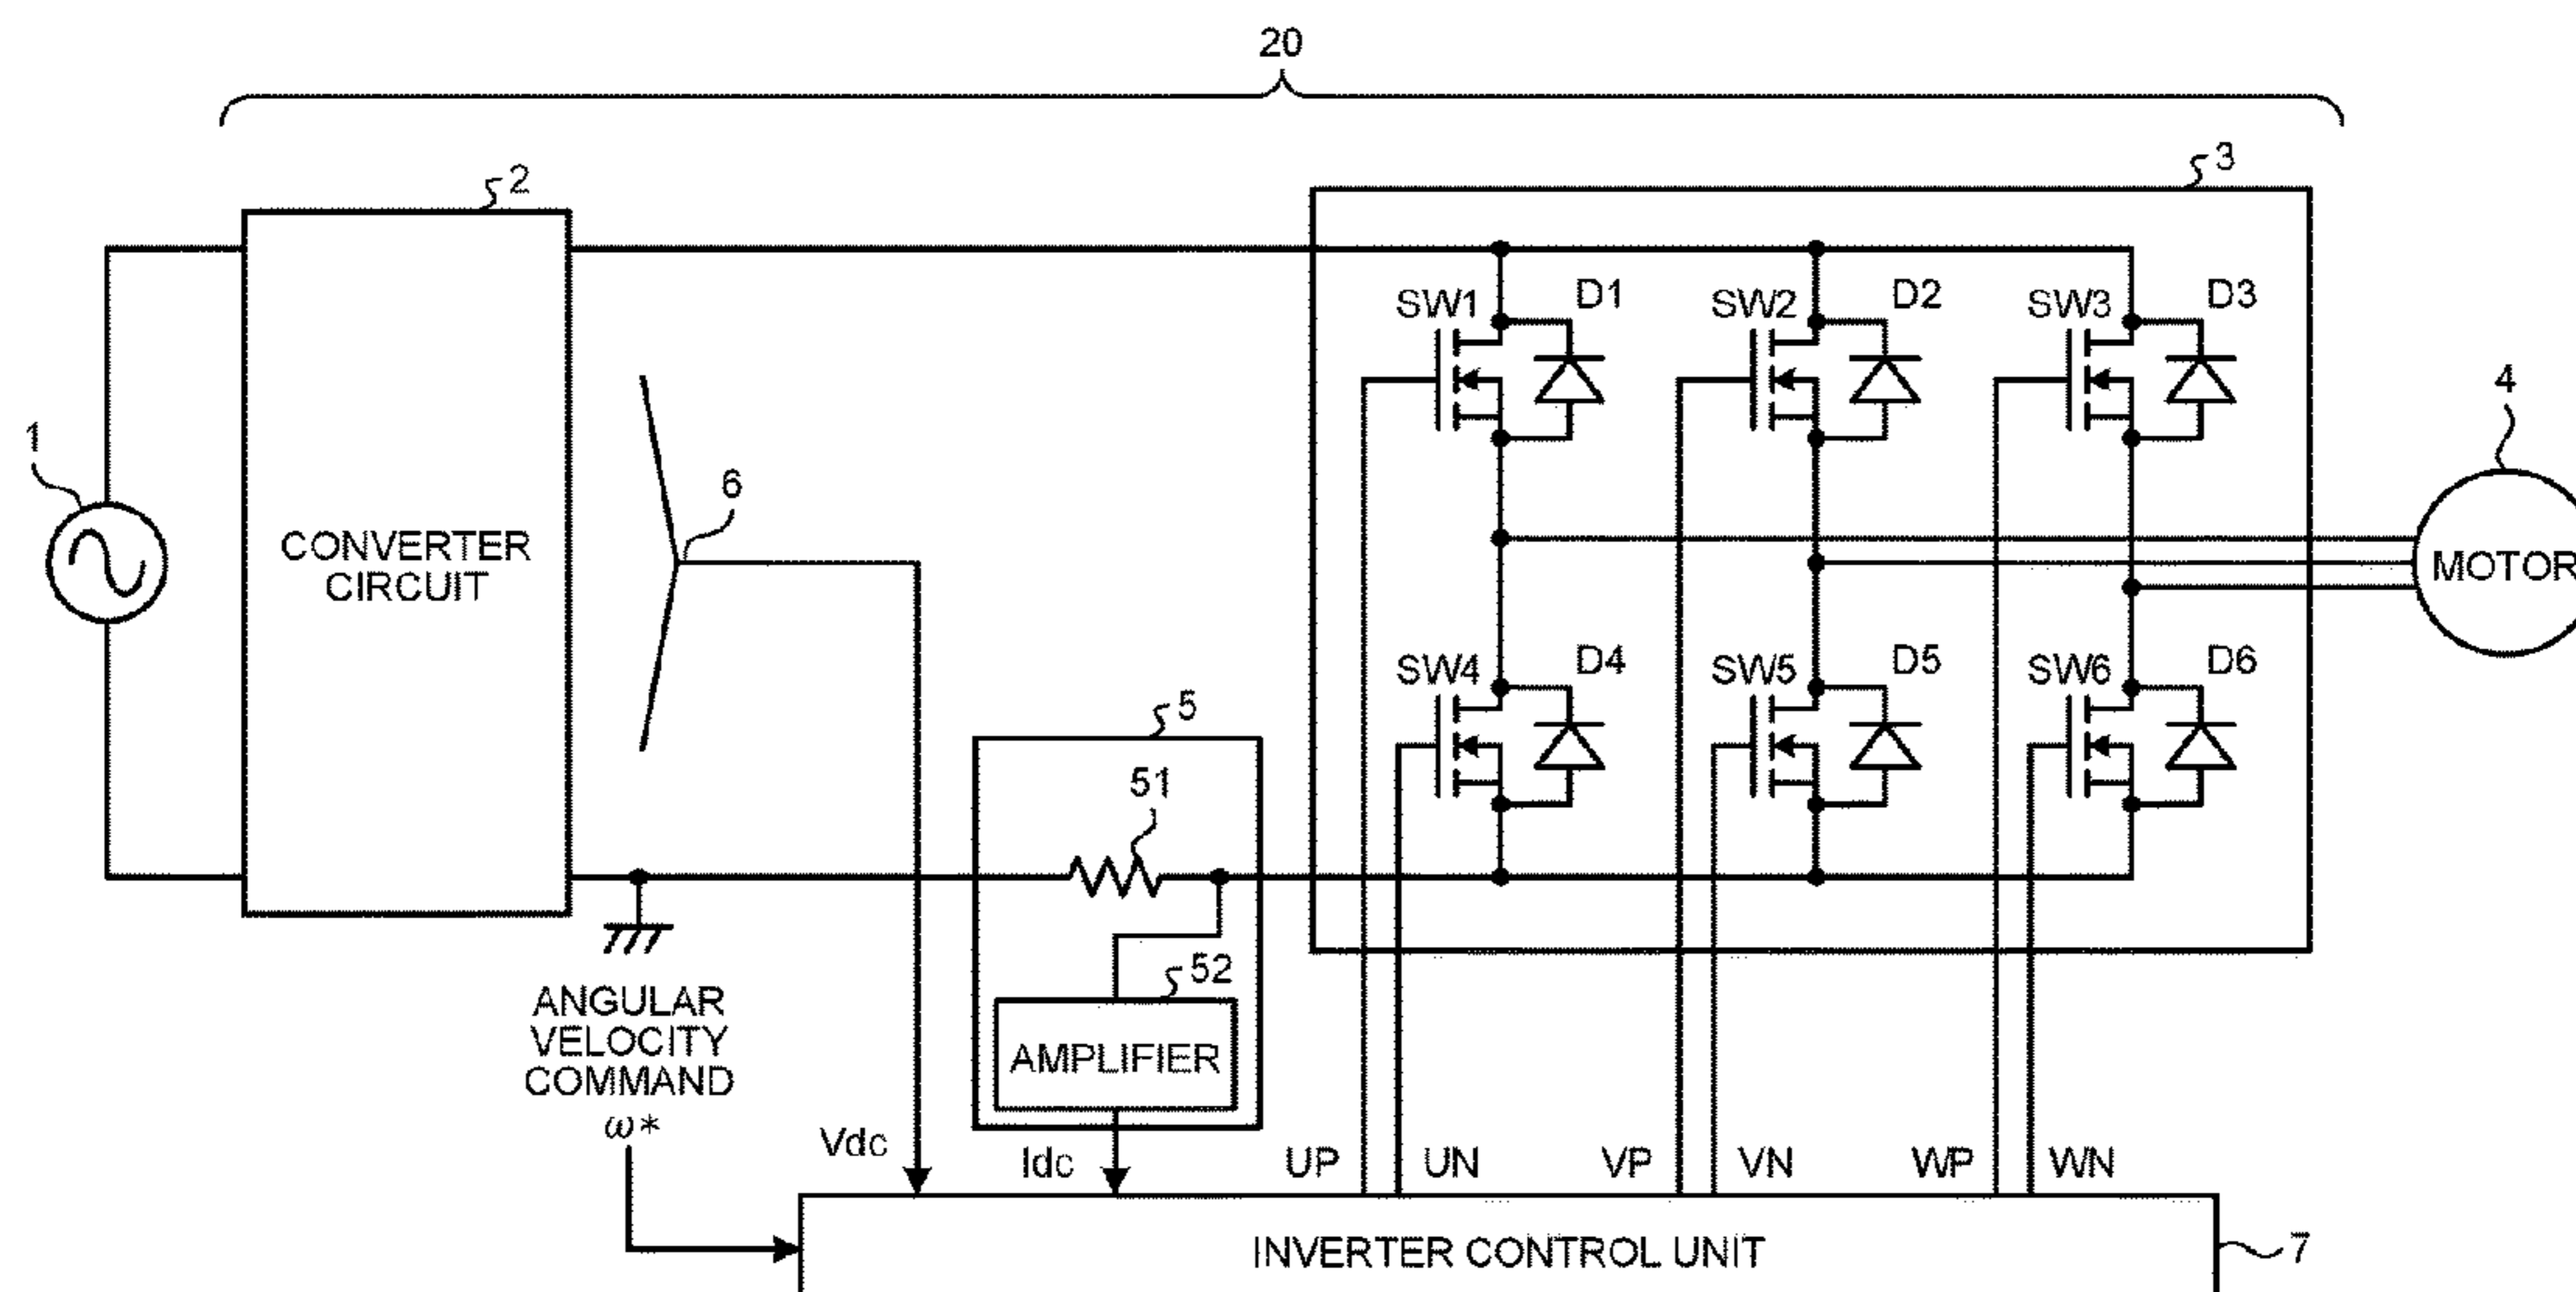 20
2
3
SW1
D1
SW2
D2
SW3
D3
4
1
6
CONVERTER
CIRCUIT
MOTOR
SW4
D4
SW5
D5
SW6
D6
5
51
52
ANGULAR
VELOCITY
COMMAND
ω*
AMPLIFIER
Vdc
Idc
UP
UN
VP
VN
WP
WN
INVERTER CONTROL UNIT
7